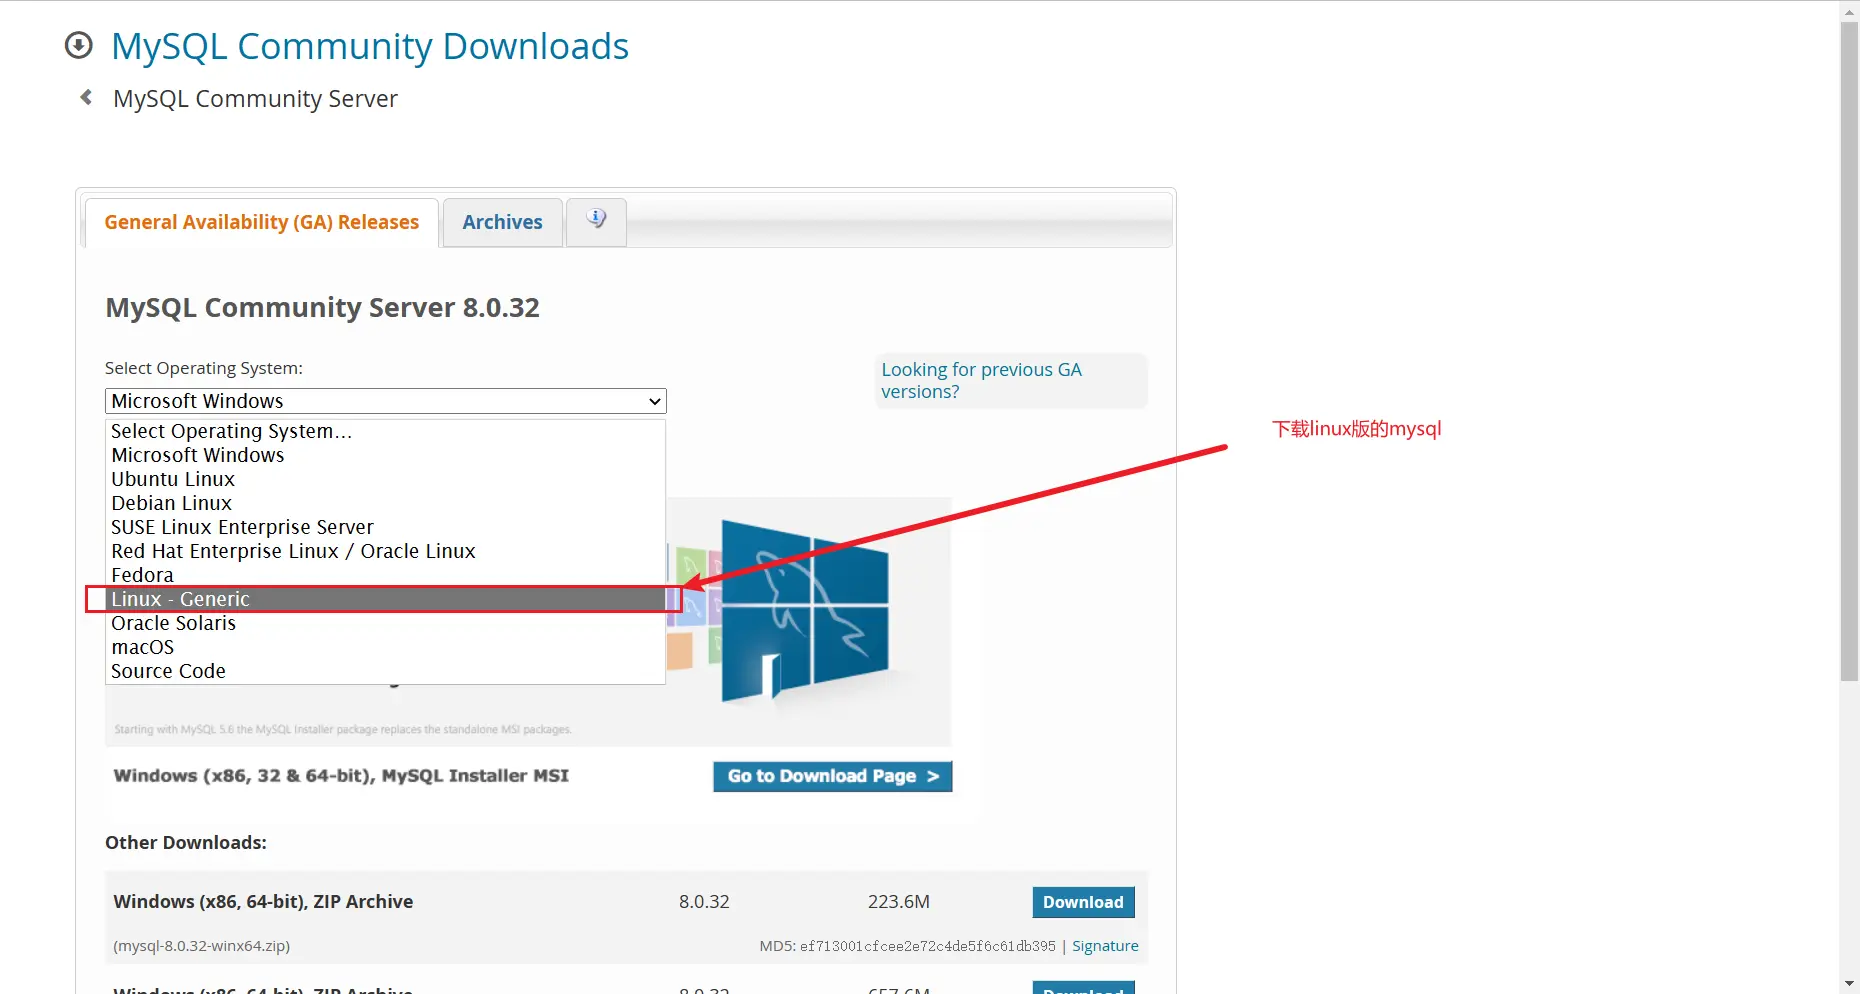 MySQL Community Downloads
MySQL Community Server
General Availability (GA) Releases
Archives
MySQL Community Server 8.0.32
Select Operating System:
Looking for previous GA
versions?
Microsoft Windows
下载linux版的mysql
Select Operating System...
Microsoft Windows
Ubuntu Linux
Debian Linux
SUSE Linux Enterprise Server
Red Hat Enterprise Linux / Oracle Linux
Fedora
Linux - Generic
Oracle Solaris
macOS
Source Code
Starting with MySQL 5.6 the MySQL Installer package replaces the standalone MSI packages.
Windows (x86, 32 & 64-bit), MySQL Installer MSI
Go to Download Page >
Other Downloads:
Windows (x86, 64-bit), ZIP Archive 8.0.32 223.6M Download
(mysql-8.0.32-winx64.zip) MD5: ef713001cfcee2e72c4de5f6c61db395 | Signature
Windows (x86, 64-bit), ZIP Archive 8.0.32 657.6M Download